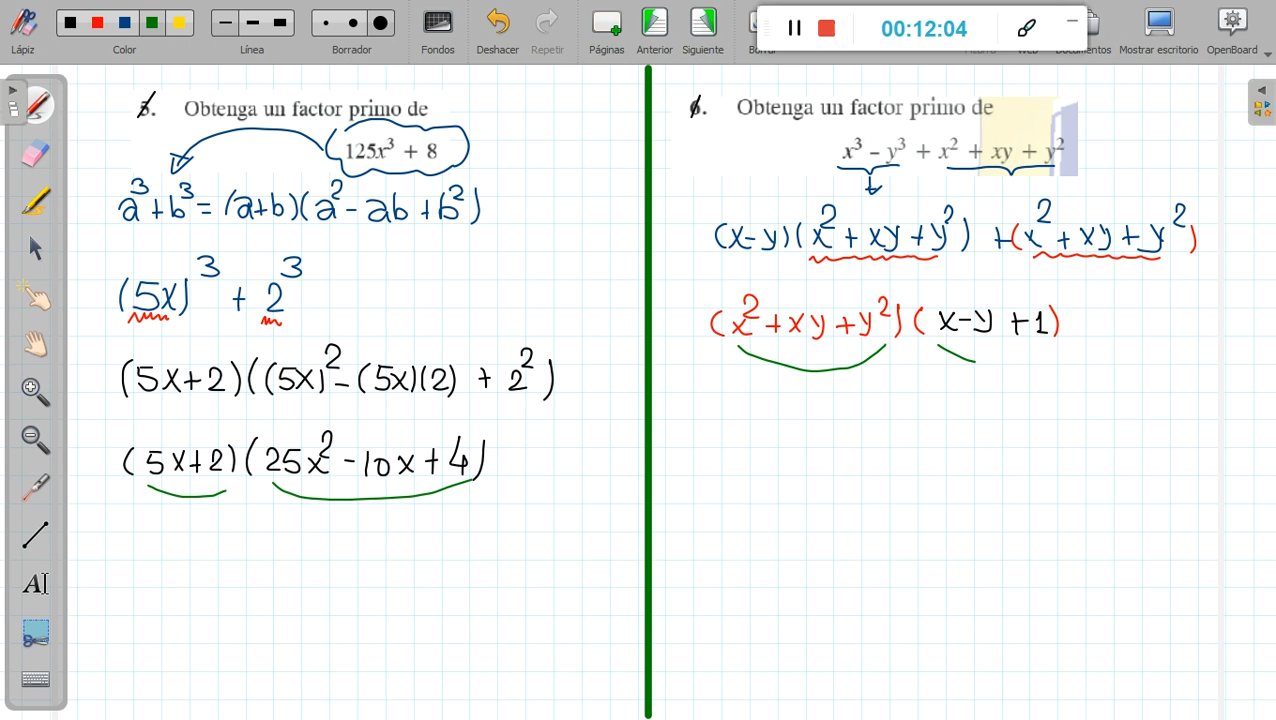 Lápiz Color Línea Borrador Fondos Deshacer Repetir Páginas Anterior Siguiente 00:12:04 Mostrar escritorio OpenBoard
5. Obtenga un factor primo de
125x³ + 8
a³ + b³ = (a+b)(a² - ab + b²)
(5x)³ + 2³
(5x+2)((5x)² - (5x)(2) + 2²)
(5x+2)(25x² - 10x + 4)
6. Obtenga un factor primo de
x³ - y³ + x² + xy + y²
(x-y)(x² + xy + y²) + (x² + xy + y²)
(x² + xy + y²)(x - y + 1)
AI